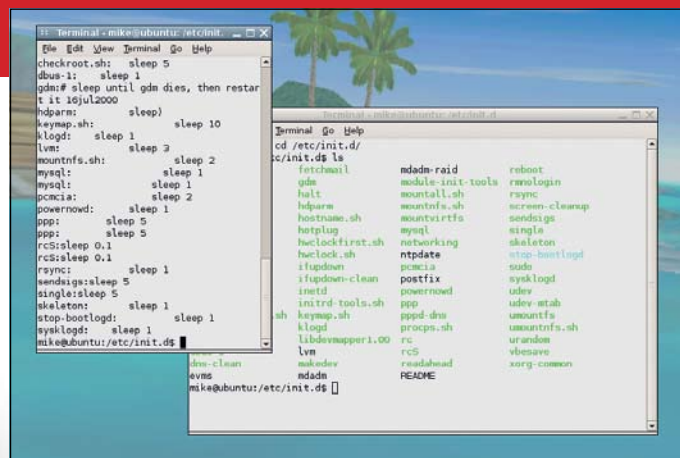 Terminal - mike@ubuntu: /etc/init.
File Edit View Terminal Go Help
checkroot.sh: sleep 5
dbus-1: sleep 1
gdm:# sleep until gdm dies, then restar
t it 16jul2000
hdparm: sleep)
keymap.sh: sleep 10
klogd: sleep 1
lvm: sleep 3
mountnfs.sh: sleep 2
mysql: sleep 1
mysql: sleep 1
pcmcia: sleep 2
powernowd: sleep 1
ppp: sleep 5
ppp: sleep 5
rcS:sleep 0.1
rcS:sleep 0.1
rsync: sleep 1
sendsigs:sleep 5
single:sleep 5
skeleton: sleep 1
stop-bootlogd: sleep 1
sysklogd: sleep 1
mike@ubuntu:/etc/init.d$
Terminal - mike@ubuntu: /etc/init.d
Terminal Go Help
cd /etc/init.d/
tc/init.d$ ls
fetchmail mdadm-raid reboot
gdm module-init-tools rmnologin
halt mountall.sh rsync
hdparm mountnfs.sh screen-cleanup
hostname.sh mountvirtfs sendsigs
hotplug mysql single
hwclockfirst.sh networking skeleton
hwclock.sh ntpdate stop-bootlogd
ifupdown pcmcia sudo
ifupdown-clean postfix sysklogd
inetd powernowd udev
initrd-tools.sh ppp udev-mtab
sh keymap.sh pppd-dns umountfs
klogd procps.sh umountnfs.sh
libdevmapper1.00 rc urandom
lvm rcS vbesave
dns-clean makedev readahead xorg-common
evms mdadm README
mike@ubuntu:/etc/init.d$